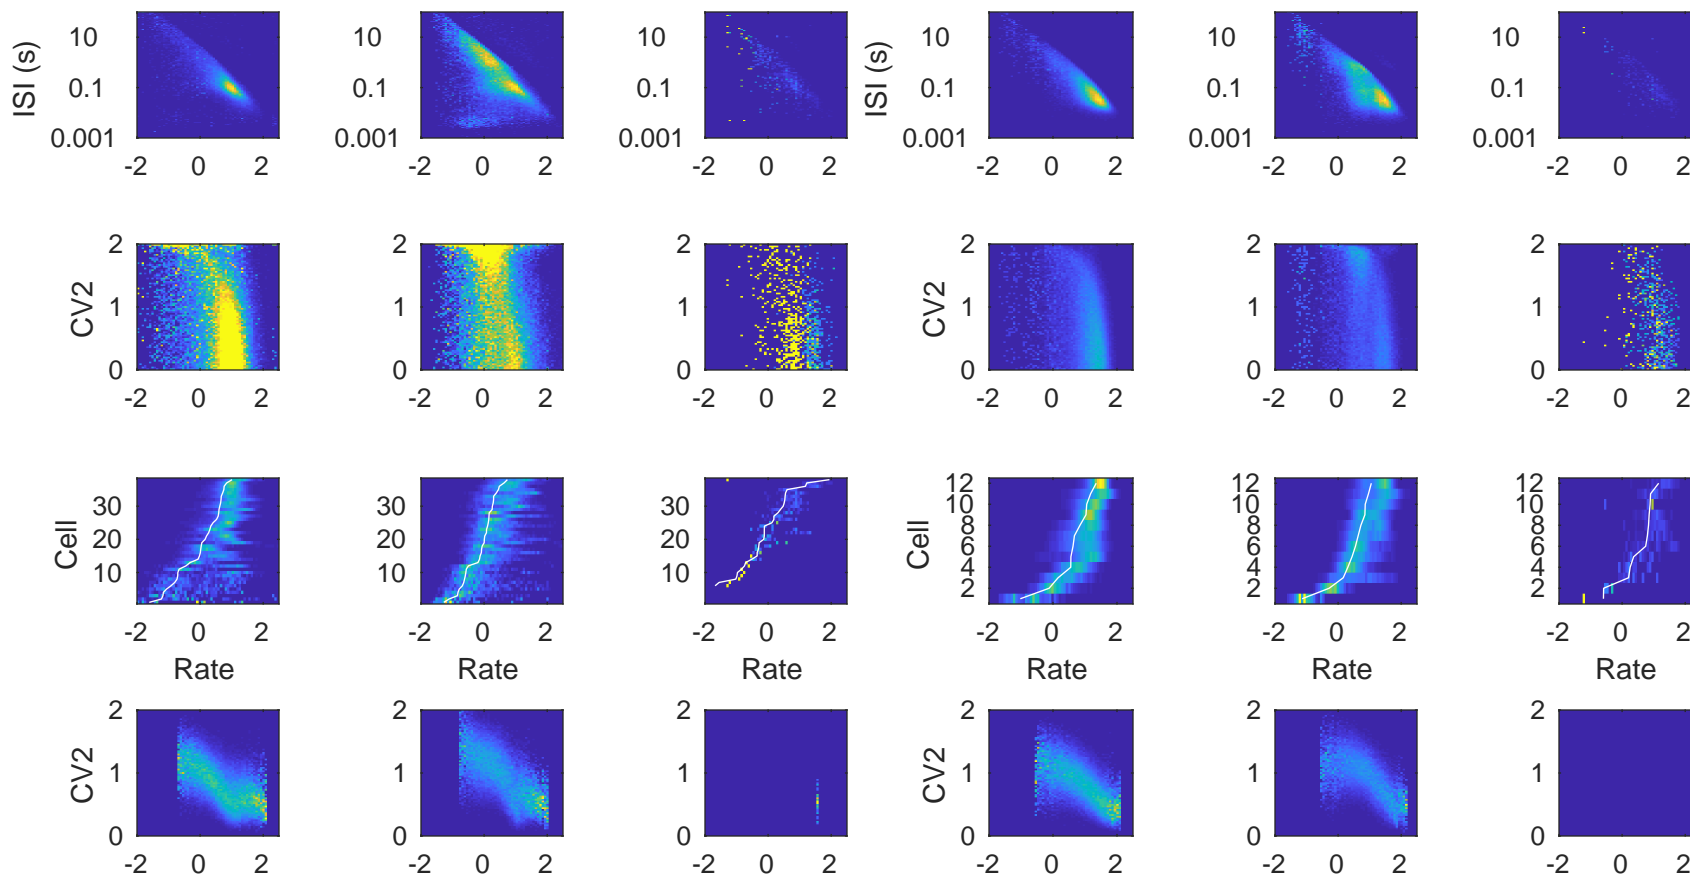 ISI (s)
10 10 10 10 10 10
0.1 0.1 0.1 0.1 0.1 0.1
0.001 0.001 0.001 0.001 0.001 0.001
-2 0 2 -2 0 2 -2 0 2 -2 0 2 -2 0 2 -2 0 2
ISI (s)
CV2
2 2 2 2 2 2
1 1 1 1 1 1
0 0 0 0 0 0
-2 0 2 -2 0 2 -2 0 2 -2 0 2 -2 0 2 -2 0 2
CV2
Cell
30 30 30 12 12 12
20 20 20 10 10 10
10 10 10 8 8 8
6 6 6
4 4 4
2 2 2
-2 0 2 -2 0 2 -2 0 2 -2 0 2 -2 0 2 -2 0 2
Cell
Rate Rate Rate Rate Rate Rate
CV2
2 2 2 2 2 2
1 1 1 1 1 1
0 0 0 0 0 0
-2 0 2 -2 0 2 -2 0 2 -2 0 2 -2 0 2 -2 0 2
CV2